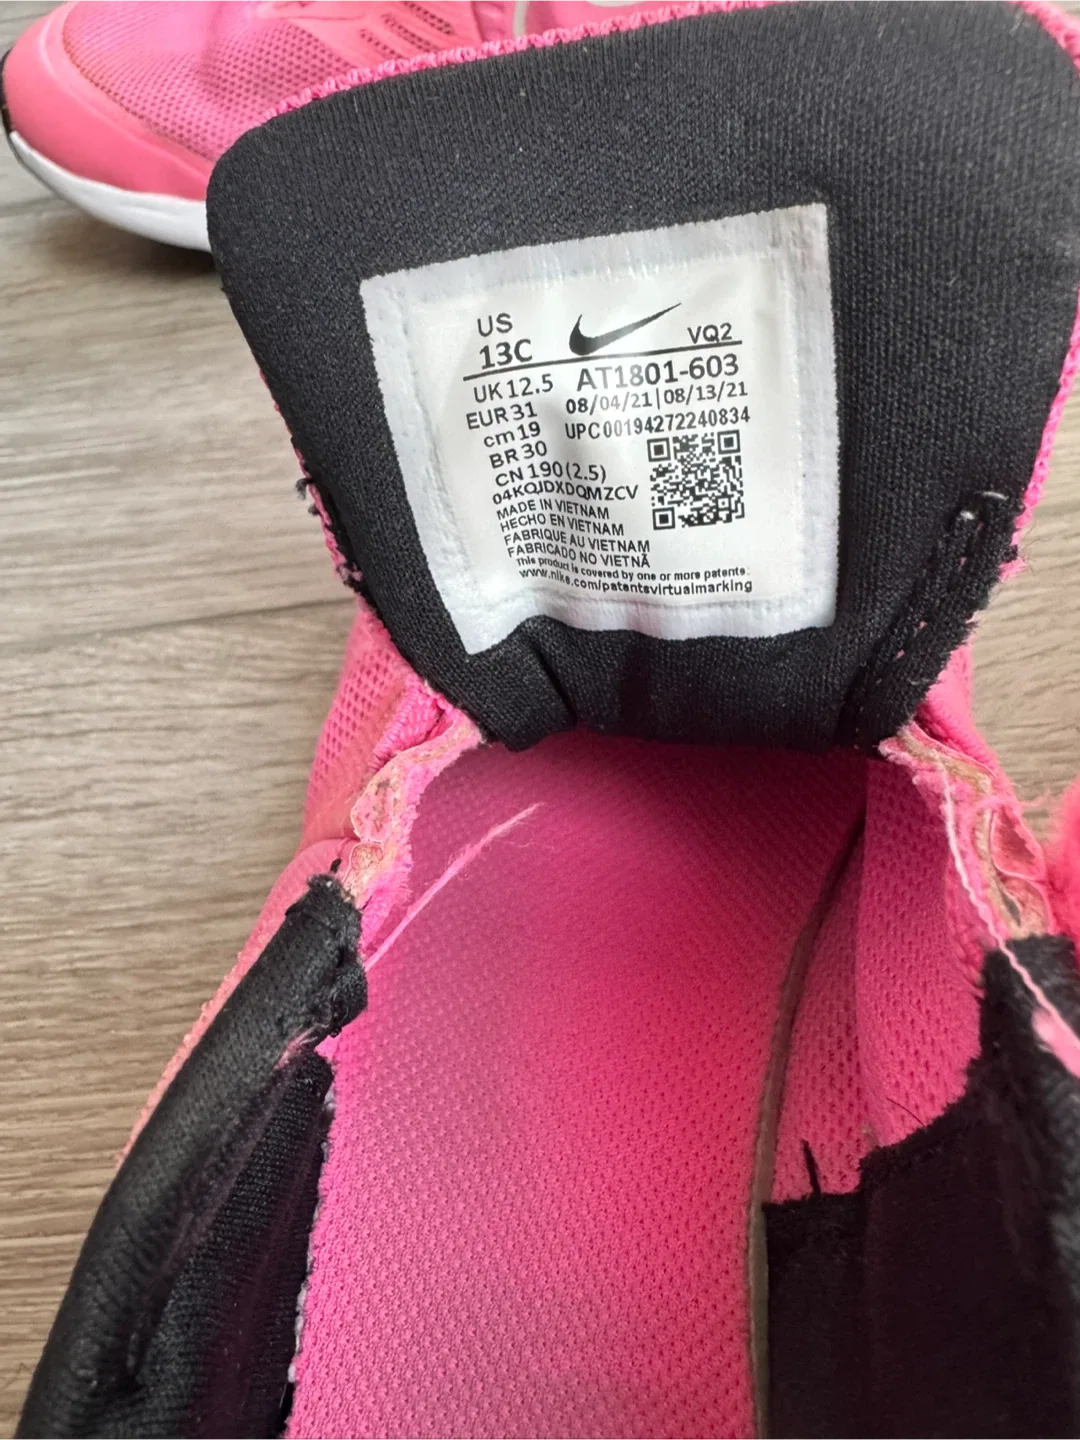 US
13C
VQ2
UK 12.5 AT1801-603
EUR 31 08/04/21|08/13/21
cm 19 UPC00194272240834
BR 30
CN 190(2.5)
04KQJDXDQMZCV
MADE IN VIETNAM
HECHO EN VIETNAM
FABRIQUE AU VIETNAM
FABRICADO NO VIETNÃ
This product is covered by one or more patents:
www.nike.com/patentsvirtualmarking